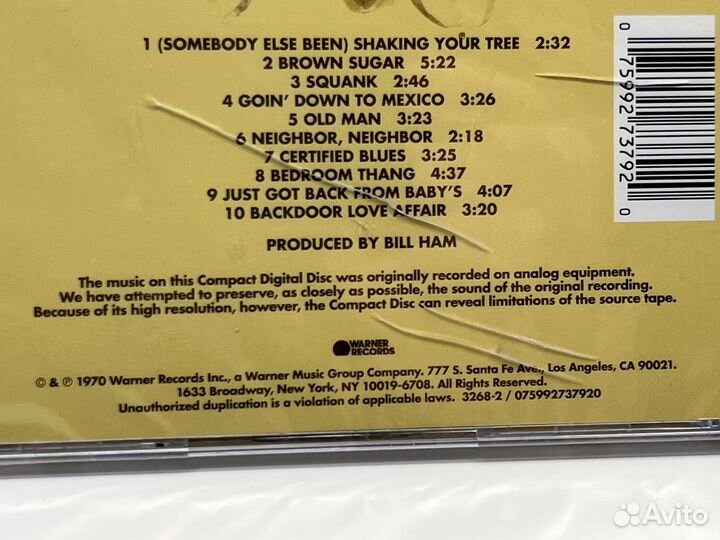 1 (SOMEBODY ELSE BEEN) SHAKING YOUR TREE 2:32
2 BROWN SUGAR 5:22
3 SQUANK 2:46
4 GOIN' DOWN TO MEXICO 3:26
5 OLD MAN 3:23
6 NEIGHBOR, NEIGHBOR 2:18
7 CERTIFIED BLUES 3:25
8 BEDROOM THANG 4:37
9 JUST GOT BACK FROM BABY'S 4:07
10 BACKDOOR LOVE AFFAIR 3:20
PRODUCED BY BILL HAM
The music on this Compact Digital Disc was originally recorded on analog equipment.
We have attempted to preserve, as closely as possible, the sound of the original recording.
Because of its high resolution, however, the Compact Disc can reveal limitations of the source tape.
WARNER
RECORDS
© & ℗ 1970 Warner Records Inc., a Warner Music Group Company. 777 S. Santa Fe Ave., Los Angeles, CA 90021.
1633 Broadway, New York, NY 10019-6708. All Rights Reserved.
Unauthorized duplication is a violation of applicable laws. 3268-2 / 075992737920
0 75992 73792 0
Avito